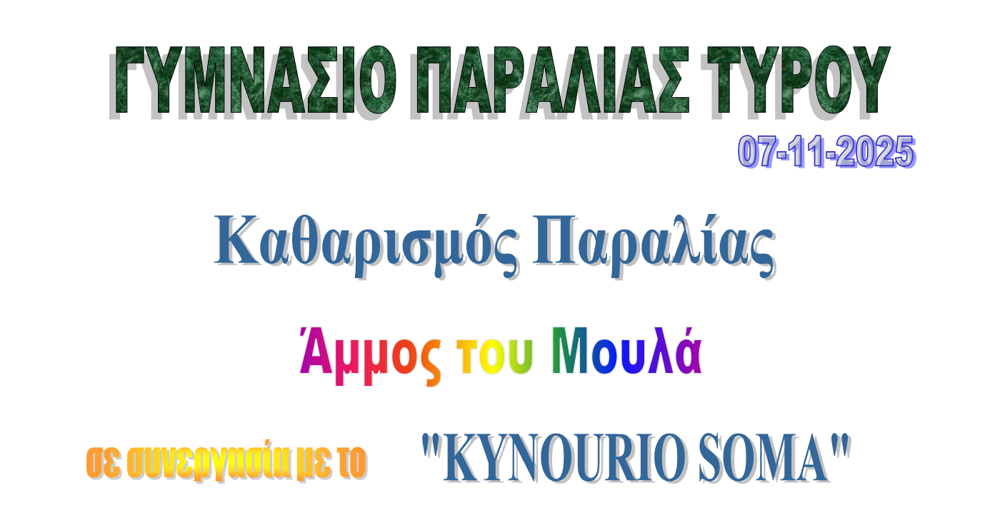 ΓΥΜΝΑΣΙΟ ΠΑΡΑΛΙΑΣ ΤΥΡΟΥ
07-11-2025
Καθαρισμός Παραλίας
Άμμος του Μουλά
σε συνεργασία με το "KYNOURIO SOMA"